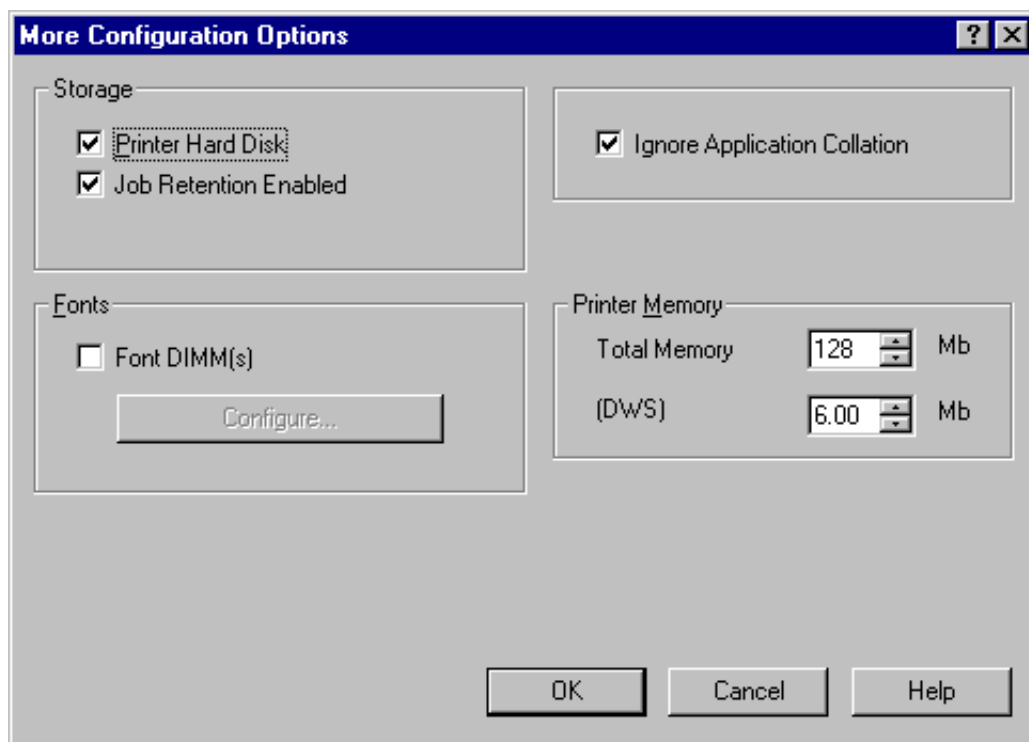 More Configuration Options
Storage
Printer Hard Disk
Job Retention Enabled
Ignore Application Collation
Fonts
Font DIMM(s)
Configure...
Printer Memory
Total Memory 128 Mb
(DWS) 6.00 Mb
OK Cancel Help